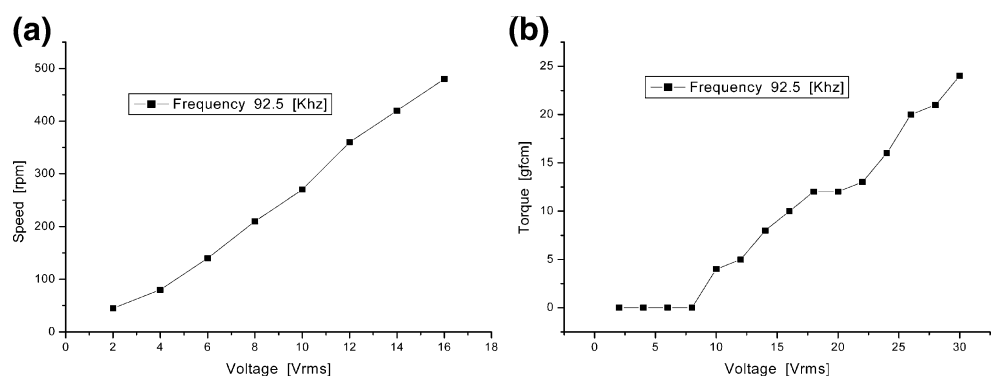 (a)
Speed [rpm]
500
400
300
200
100
0
Frequency 92.5 [Khz]
0 2 4 6 8 10 12 14 16 18
Voltage [Vrms]
(b)
Torque [gfcm]
25
20
15
10
5
0
Frequency 92.5 [Khz]
0 5 10 15 20 25 30
Voltage [Vrms]